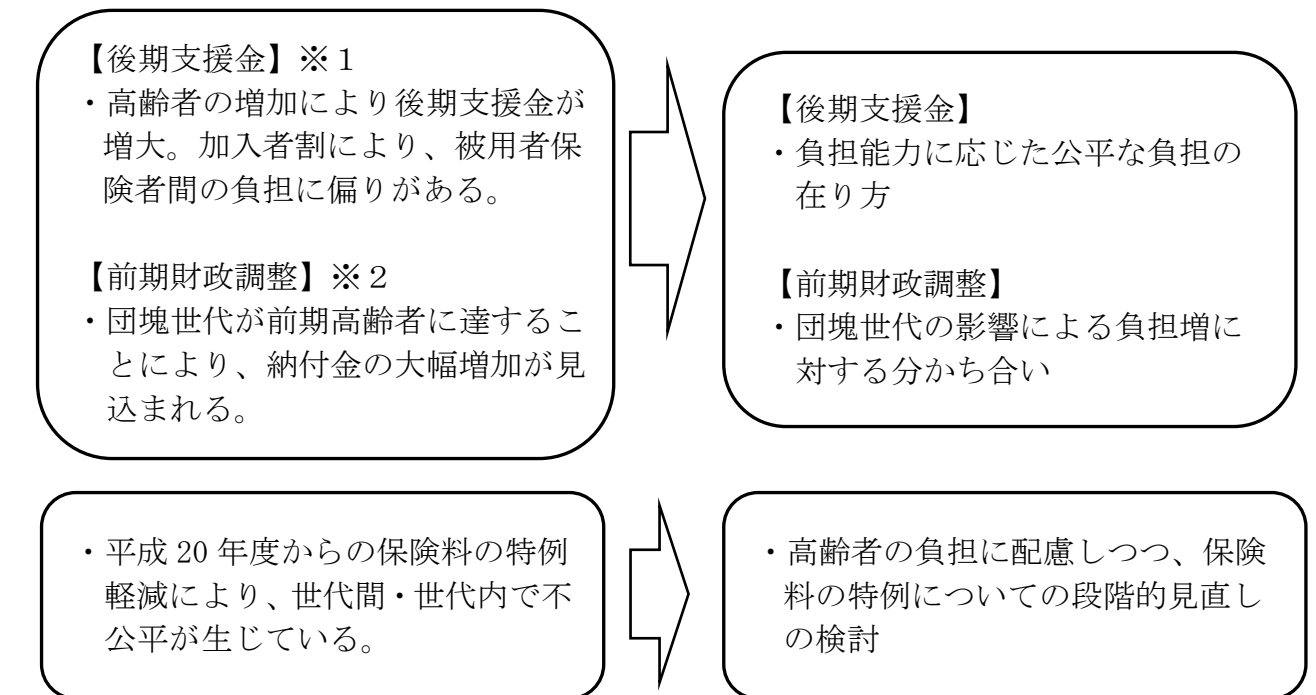 【後期支援金】※１
・高齢者の増加により後期支援金が
増大。加入者割により、被用者保
険者間の負担に偏りがある。
【前期財政調整】※２
・団塊世代が前期高齢者に達するこ
とにより、納付金の大幅増加が見
込まれる。
【後期支援金】
・負担能力に応じた公平な負担の
在り方
【前期財政調整】
・団塊世代の影響による負担増に
対する分かち合い
・平成 20 年度からの保険料の特例
軽減により、世代間・世代内で不
公平が生じている。
・高齢者の負担に配慮しつつ、保険
料の特例についての段階的見直し
の検討